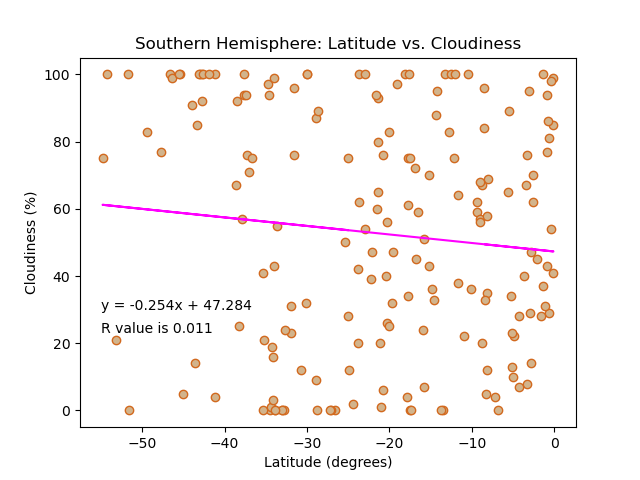 Southern Hemisphere: Latitude vs. Cloudiness
100
80
60
40
20
0
Cloudiness (%)
y = -0.254x + 47.284
R value is 0.011
−50 −40 −30 −20 −10 0
Latitude (degrees)